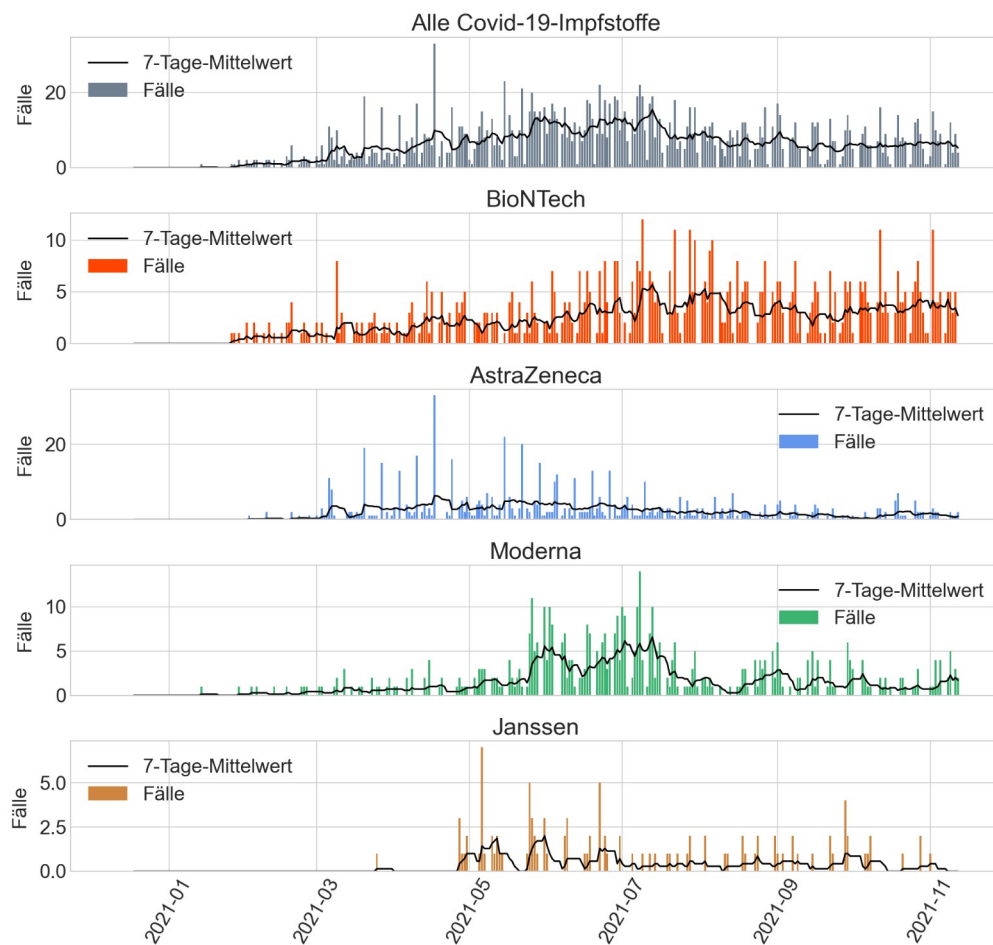 Alle Covid-19-Impfstoffe
Fälle
20
0
7-Tage-Mittelwert
Fälle
BioNTech
Fälle
10
5
0
7-Tage-Mittelwert
Fälle
AstraZeneca
Fälle
20
0
7-Tage-Mittelwert
Fälle
Moderna
Fälle
10
5
0
7-Tage-Mittelwert
Fälle
Janssen
Fälle
5.0
2.5
0.0
7-Tage-Mittelwert
Fälle
2021-01
2021-03
2021-05
2021-07
2021-09
2021-11